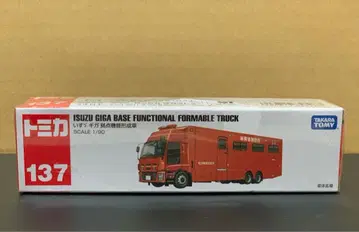 トミカ
137
ISUZU GIGA BASE FUNCTIONAL FORMABLE TRUCK
いすゞギガ 拠点機能形成車
SCALE 1/90
TAKARA
TOMY